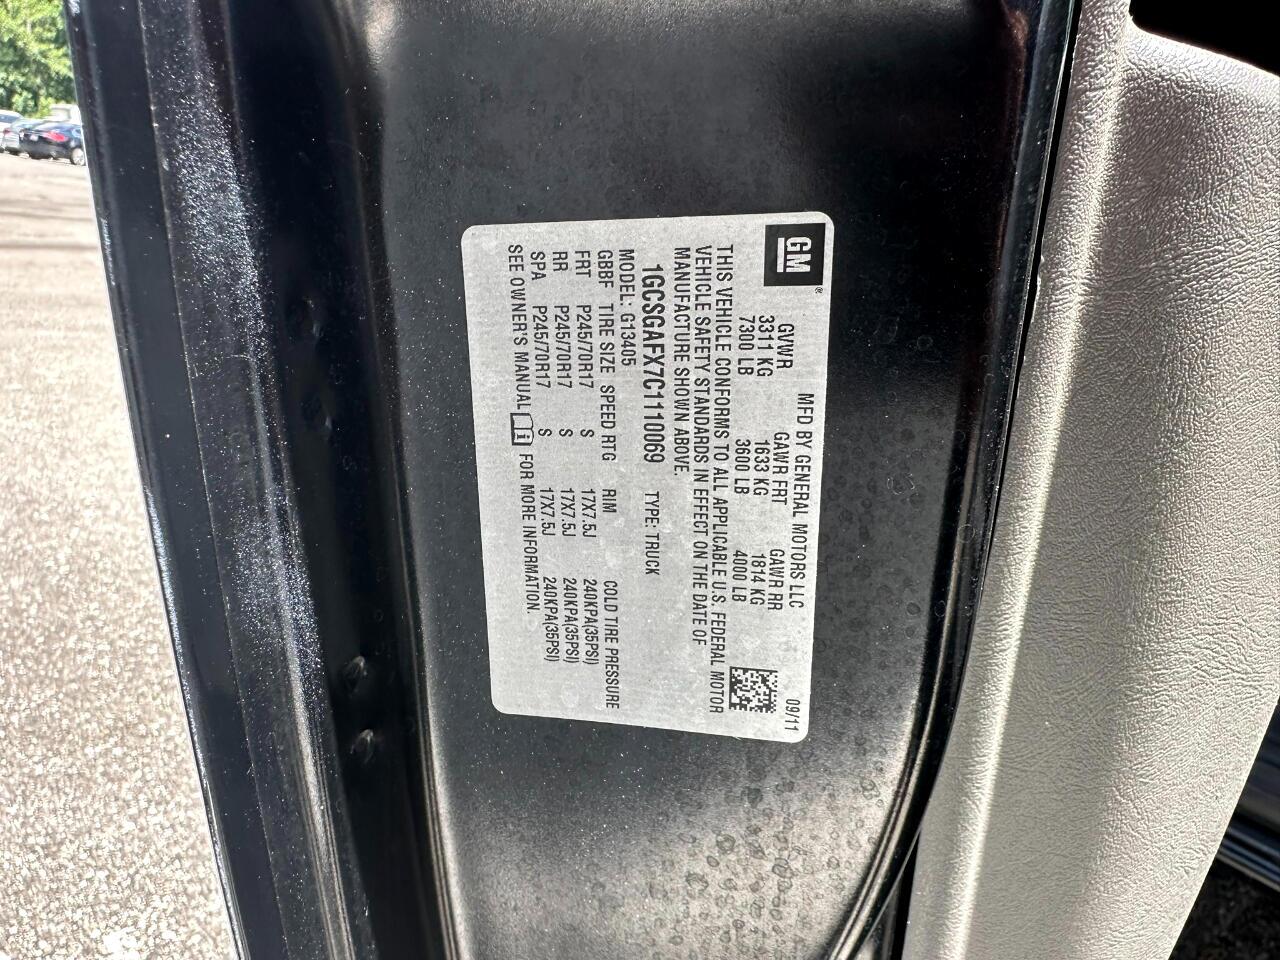 GM®
MFD BY GENERAL MOTORS LLC 09/11
GVWR GAWR FRT GAWR RR
3311 KG 1633 KG 1814 KG
7300 LB 3600 LB 4000 LB
THIS VEHICLE CONFORMS TO ALL APPLICABLE U.S. FEDERAL MOTOR
VEHICLE SAFETY STANDARDS IN EFFECT ON THE DATE OF
MANUFACTURE SHOWN ABOVE.
1GCSGAFX7C1110069 TYPE: TRUCK
MODEL: G13405
GBBF TIRE SIZE SPEED RTG RIM COLD TIRE PRESSURE
FRT P245/70R17 S 17X7.5J 240KPA(35PSI)
RR P245/70R17 S 17X7.5J 240KPA(35PSI)
SPA P245/70R17 S 17X7.5J 240KPA(35PSI)
SEE OWNER'S MANUAL i FOR MORE INFORMATION.